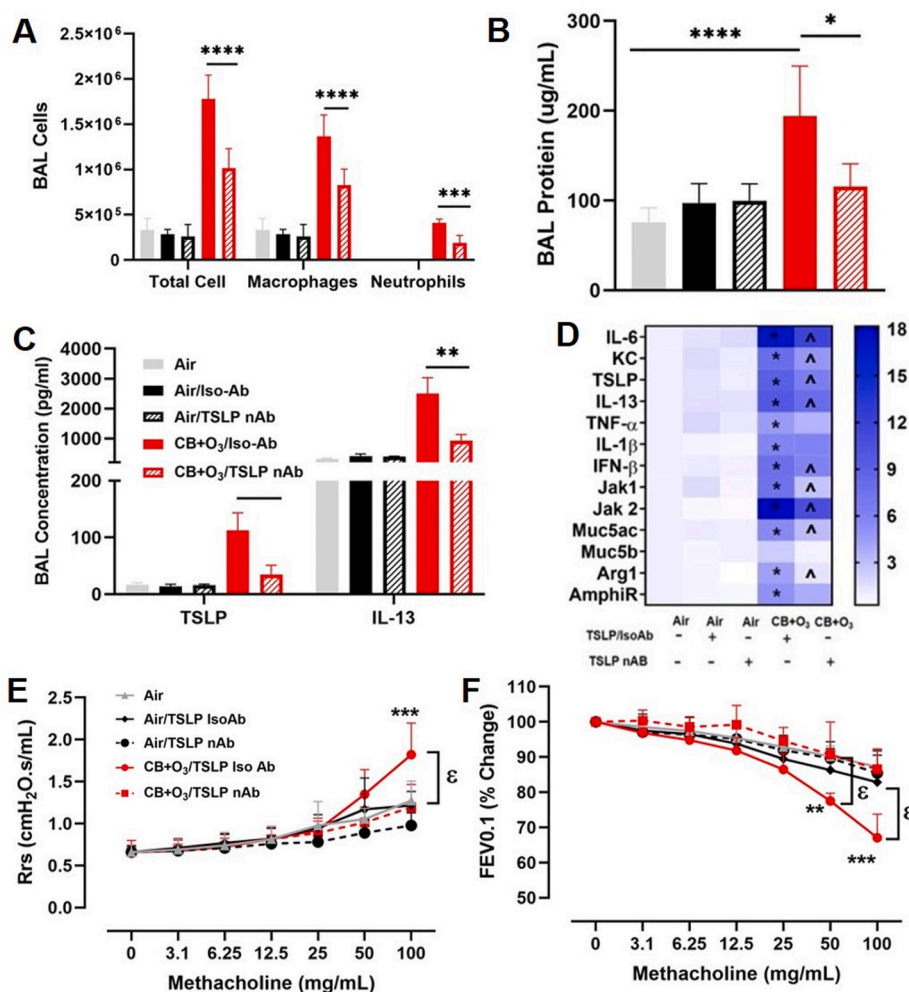 A
BAL Cells
2.5×10⁶
2×10⁶
1.5×10⁶
1×10⁶
5×10⁵
0
****
****
***
Total Cell
Macrophages
Neutrophils
B
BAL Protiein (ug/mL)
300
200
100
0
****
*
C
BAL Concentration (pg/ml)
4000
3000
2000
1000
200
100
0
Air
Air/Iso-Ab
Air/TSLP nAb
CB+O₃/Iso-Ab
CB+O₃/TSLP nAb
**
TSLP
IL-13
D
IL-6 * ^
KC * ^
TSLP * ^
IL-13 * ^
TNF-α *
IL-1β *
IFN-β * ^
Jak1 * ^
Jak 2 * ^
Muc5ac * ^
Muc5b
Arg1 * ^
AmphiR *
18
15
12
9
6
3
Air Air Air CB+O₃ CB+O₃
TSLP/IsoAb - + - + -
TSLP nAB - - + - +
E
Rrs (cmH₂O.s/mL)
2.5
2.0
1.5
1.0
0.5
0.0
Air
Air/TSLP IsoAb
Air/TSLP nAb
CB+O₃/TSLP Iso Ab
CB+O₃/TSLP nAb
***
ε
0 3.1 6.25 12.5 25 50 100
Methacholine (mg/mL)
F
FEV0.1 (% Change)
110
100
90
80
70
60
**
ε
***
ε
0 3.1 6.25 12.5 25 50 100
Methacholine (mg/mL)